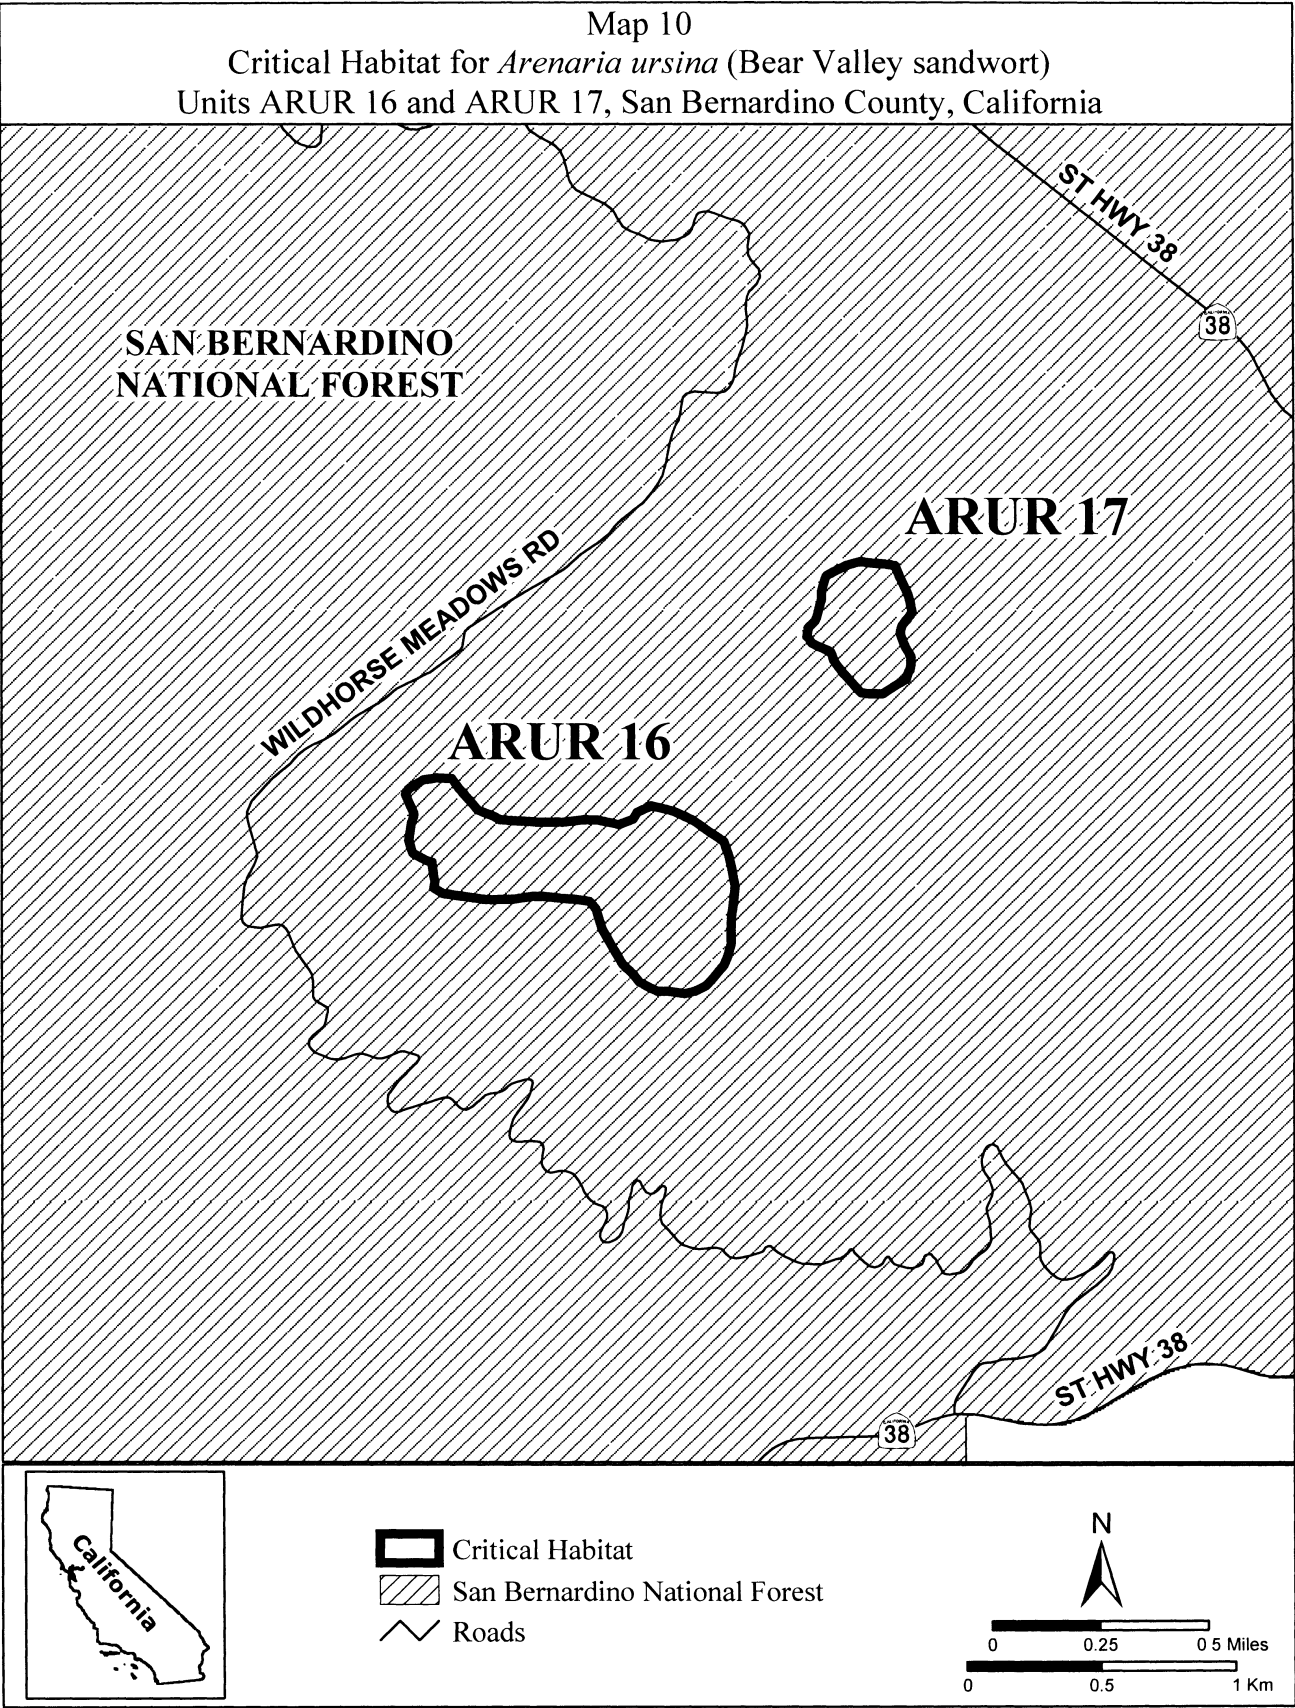 Map 10
Critical Habitat for Arenaria ursina (Bear Valley sandwort)
Units ARUR 16 and ARUR 17, San Bernardino County, California
ST HWY 38
CALIFORNIA
38
SAN BERNARDINO
NATIONAL FOREST
ARUR 17
WILDHORSE MEADOWS RD
ARUR 16
ST HWY 38
CALIFORNIA
38
California
Critical Habitat
San Bernardino National Forest
Roads
N
0 0.25 0 5 Miles
0 0.5 1 Km